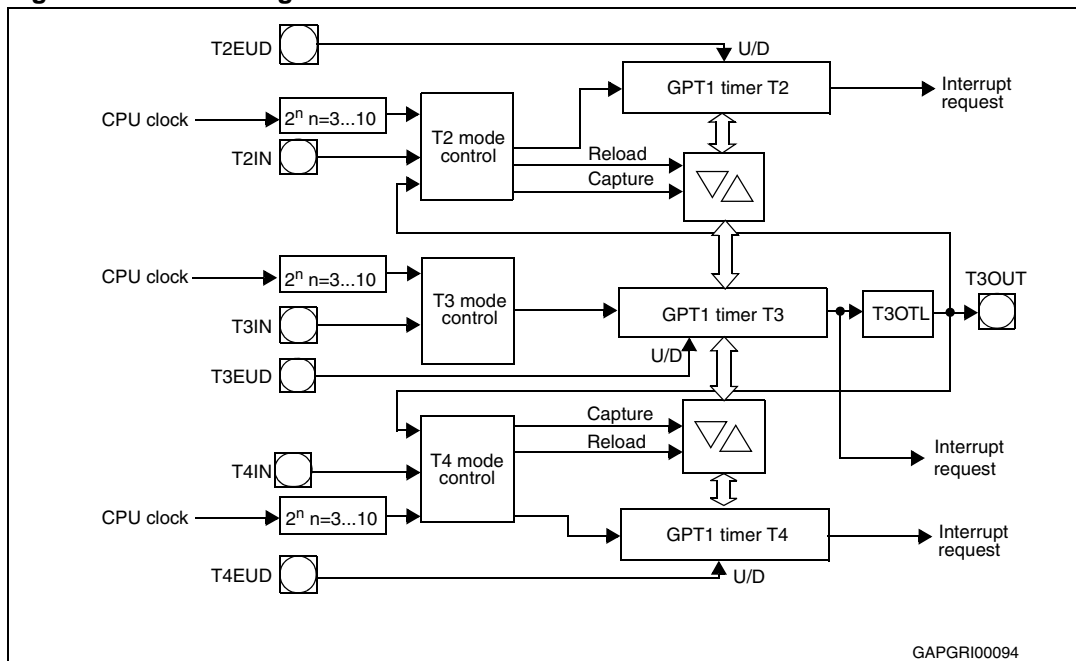 T2EUD
U/D
GPT1 timer T2
Interrupt
request
CPU clock
2ⁿ n=3...10
T2 mode
control
T2IN
Reload
Capture
CPU clock
2ⁿ n=3...10
T3 mode
control
T3IN
T3EUD
GPT1 timer T3
U/D
T3OTL
T3OUT
Capture
Reload
Interrupt
request
T4IN
T4 mode
control
CPU clock
2ⁿ n=3...10
GPT1 timer T4
Interrupt
request
T4EUD
U/D
GAPGRI00094